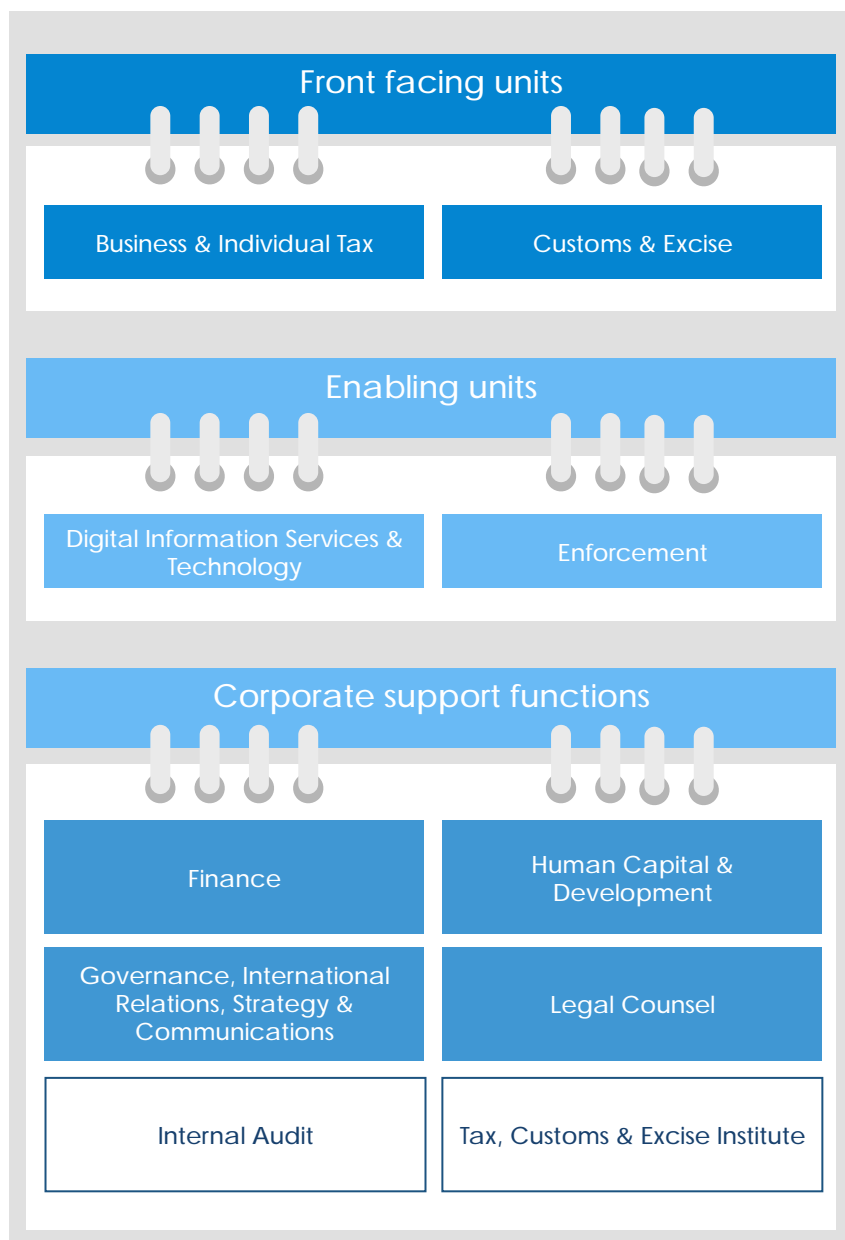 Front facing units
Business & Individual Tax
Customs & Excise
Enabling units
Digital Information Services &
Technology
Enforcement
Corporate support functions
Finance
Human Capital &
Development
Governance, International
Relations, Strategy &
Communications
Legal Counsel
Internal Audit
Tax, Customs & Excise Institute